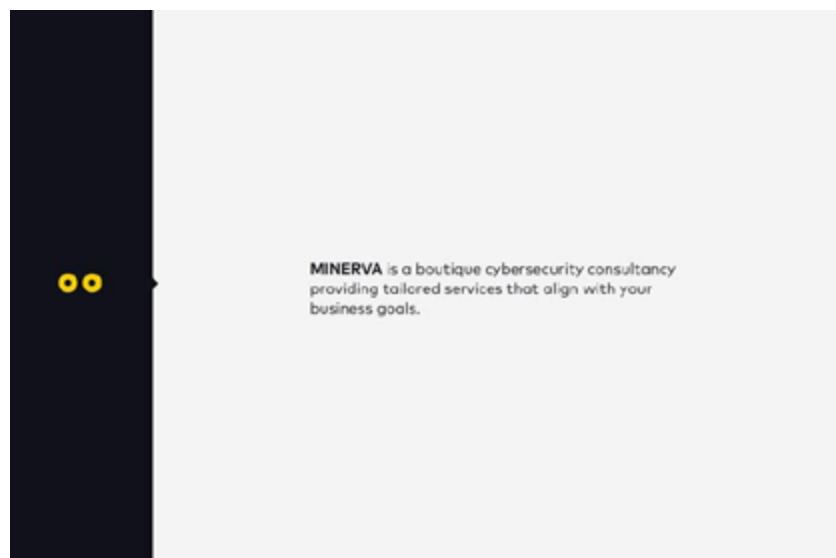 MINERVA is a boutique cybersecurity consultancy
providing tailored services that align with your
business goals.